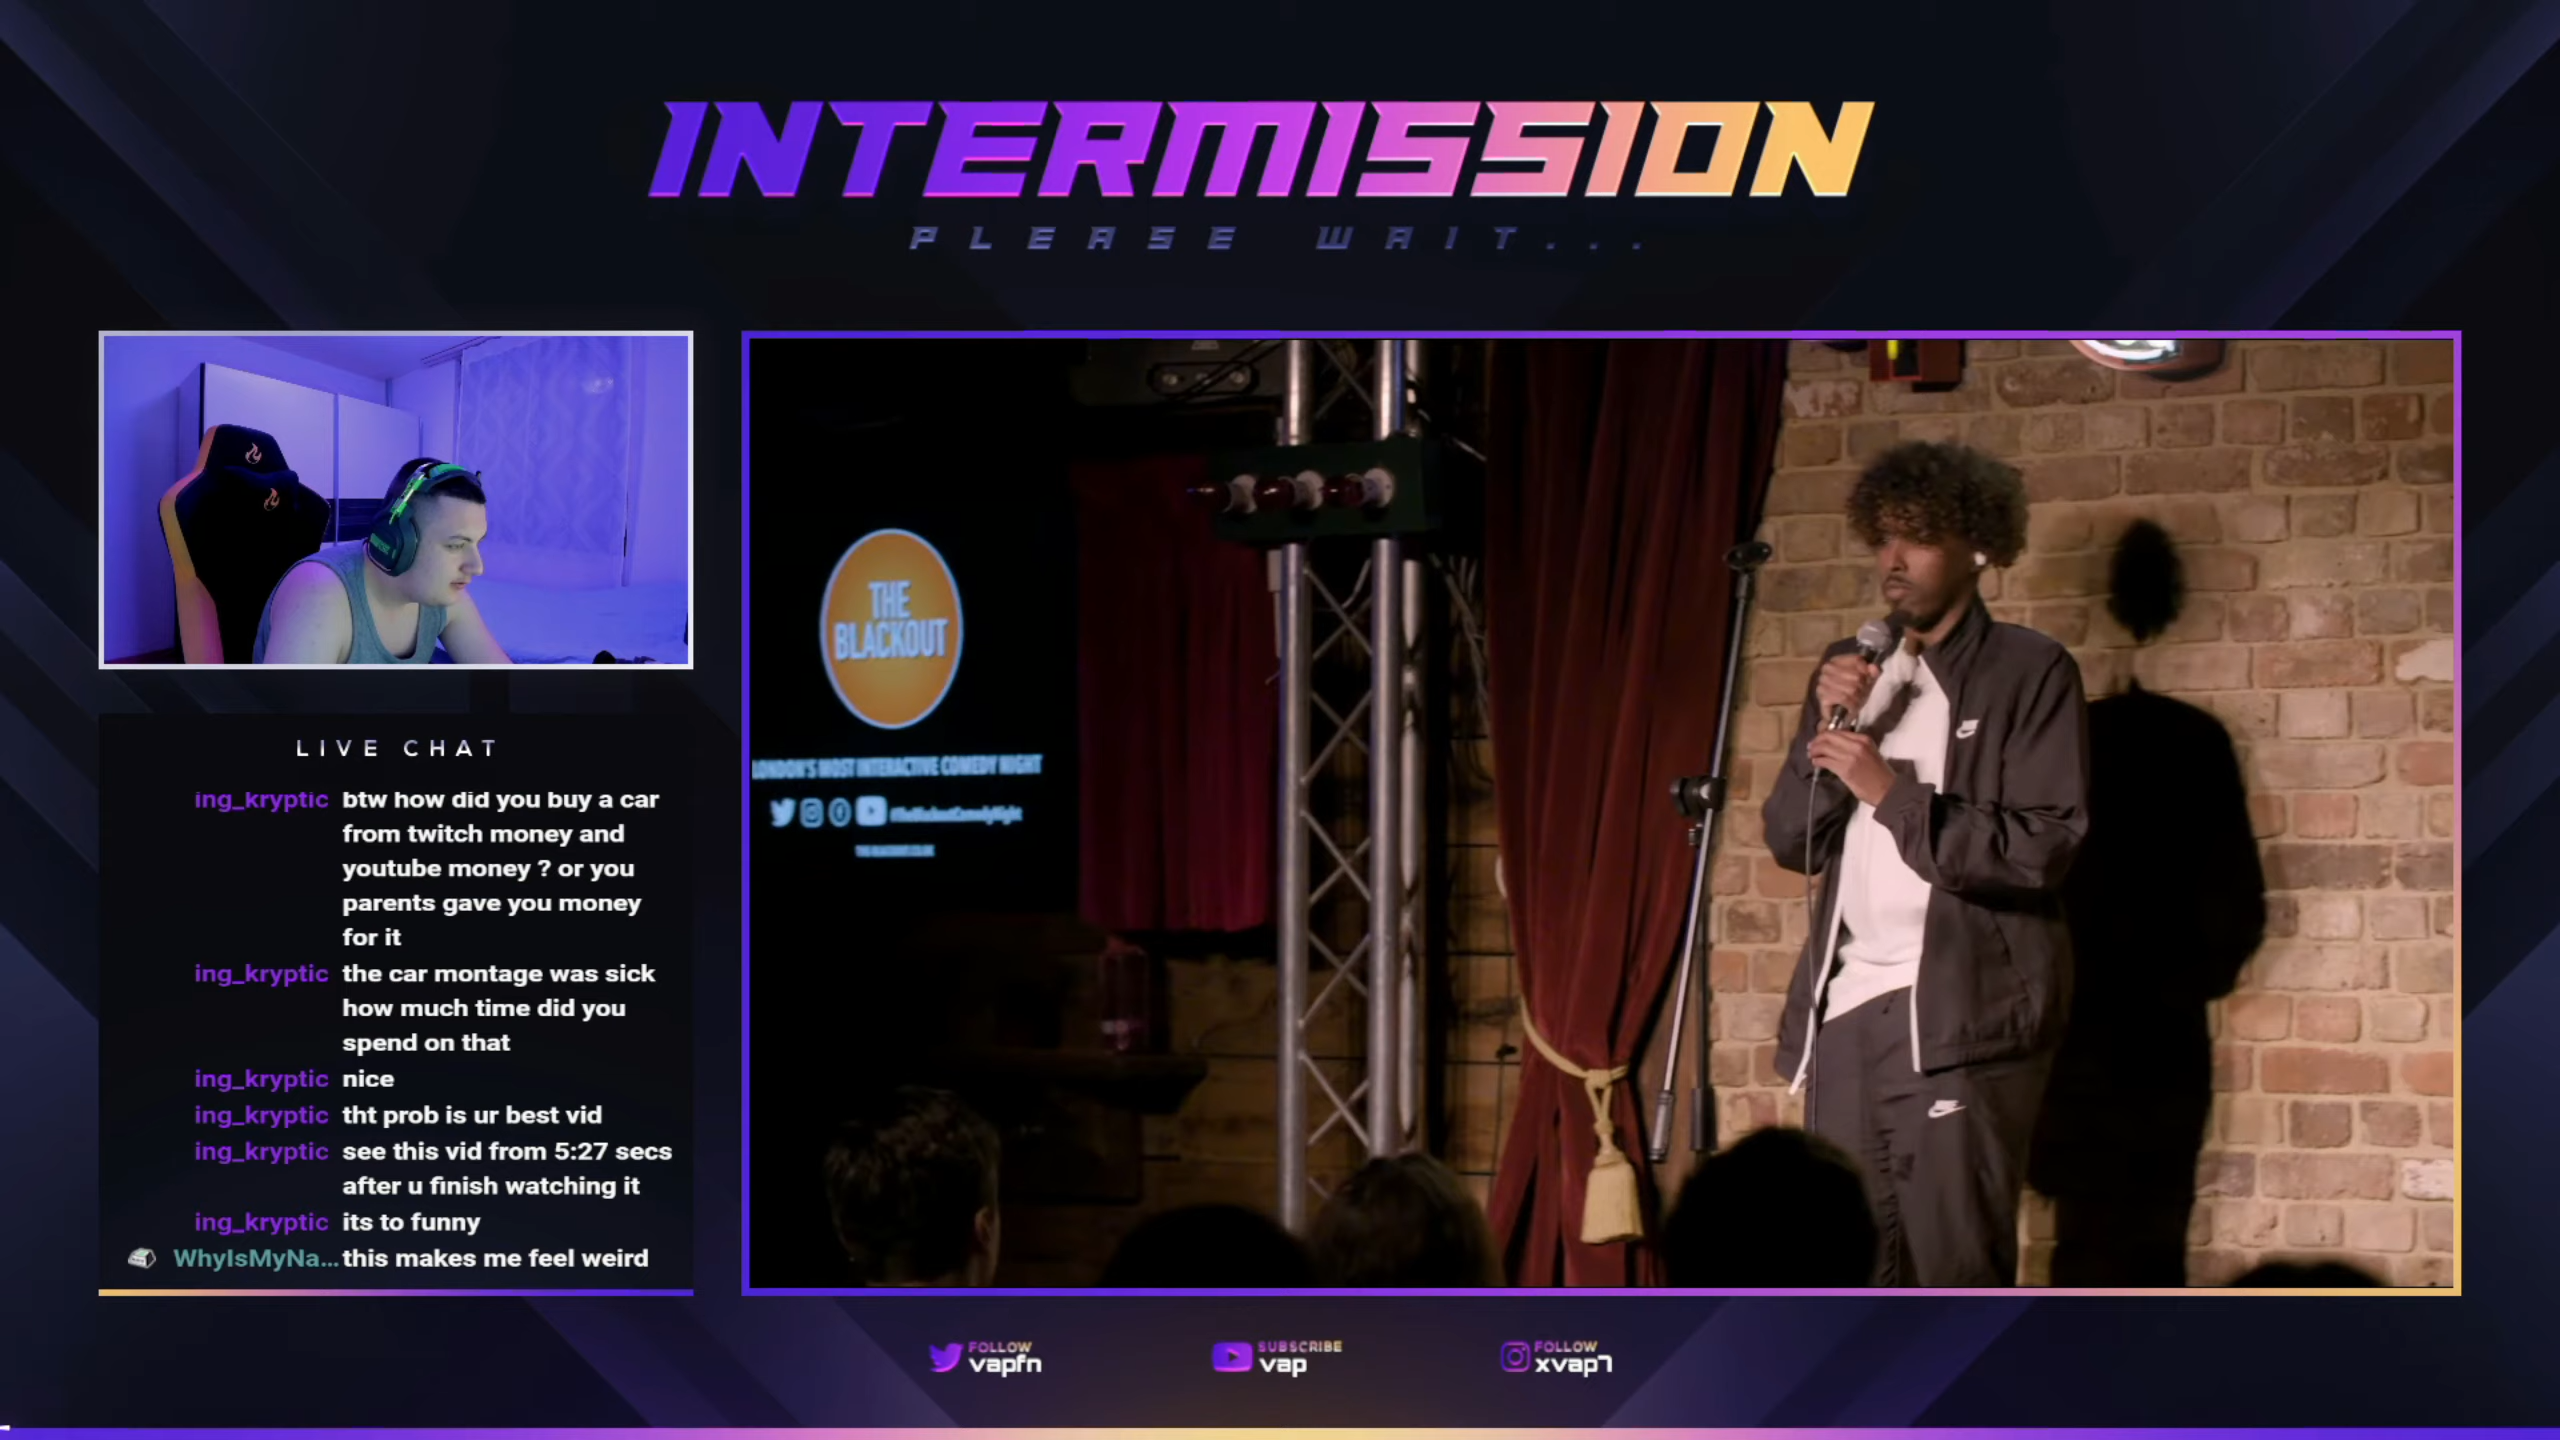 INTERMISSION
PLEASE WAIT...
THE
BLACKOUT
LONDON'S MOST INTERACTIVE COMEDY NIGHT
#TheBlackoutComedyNight
LIVE CHAT
ing_kryptic btw how did you buy a car
from twitch money and
youtube money ? or you
parents gave you money
for it
ing_kryptic the car montage was sick
how much time did you
spend on that
ing_kryptic nice
ing_kryptic tht prob is ur best vid
ing_kryptic see this vid from 5:27 secs
after u finish watching it
ing_kryptic its to funny
WhyIsMyNa... this makes me feel weird
FOLLOW
vapfn
SUBSCRIBE
vap
FOLLOW
xvap7